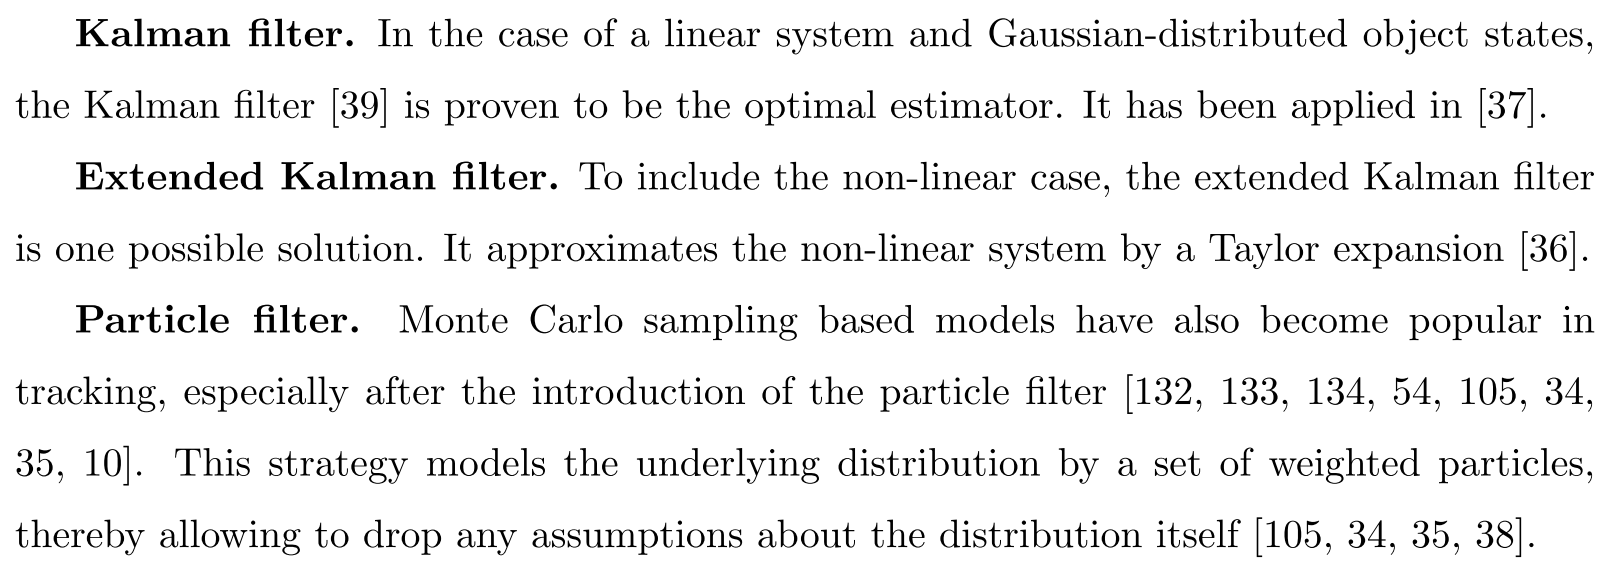 Kalman filter. In the case of a linear system and Gaussian-distributed object states,
the Kalman filter [39] is proven to be the optimal estimator. It has been applied in [37].
Extended Kalman filter. To include the non-linear case, the extended Kalman filter
is one possible solution. It approximates the non-linear system by a Taylor expansion [36].
Particle filter. Monte Carlo sampling based models have also become popular in
tracking, especially after the introduction of the particle filter [132, 133, 134, 54, 105, 34,
35, 10]. This strategy models the underlying distribution by a set of weighted particles,
thereby allowing to drop any assumptions about the distribution itself [105, 34, 35, 38].